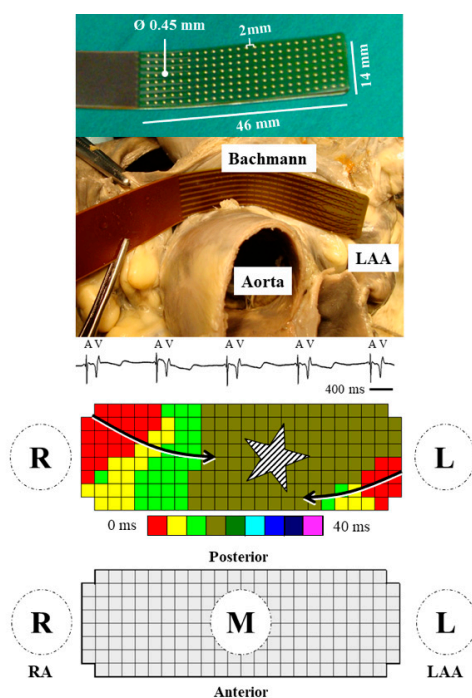 Ø 0.45 mm
2mm
14 mm
46 mm
Bachmann
LAA
Aorta
A V A V A V A V A V
400 ms
R L
0 ms 40 ms
Posterior
R M L
RA LAA
Anterior